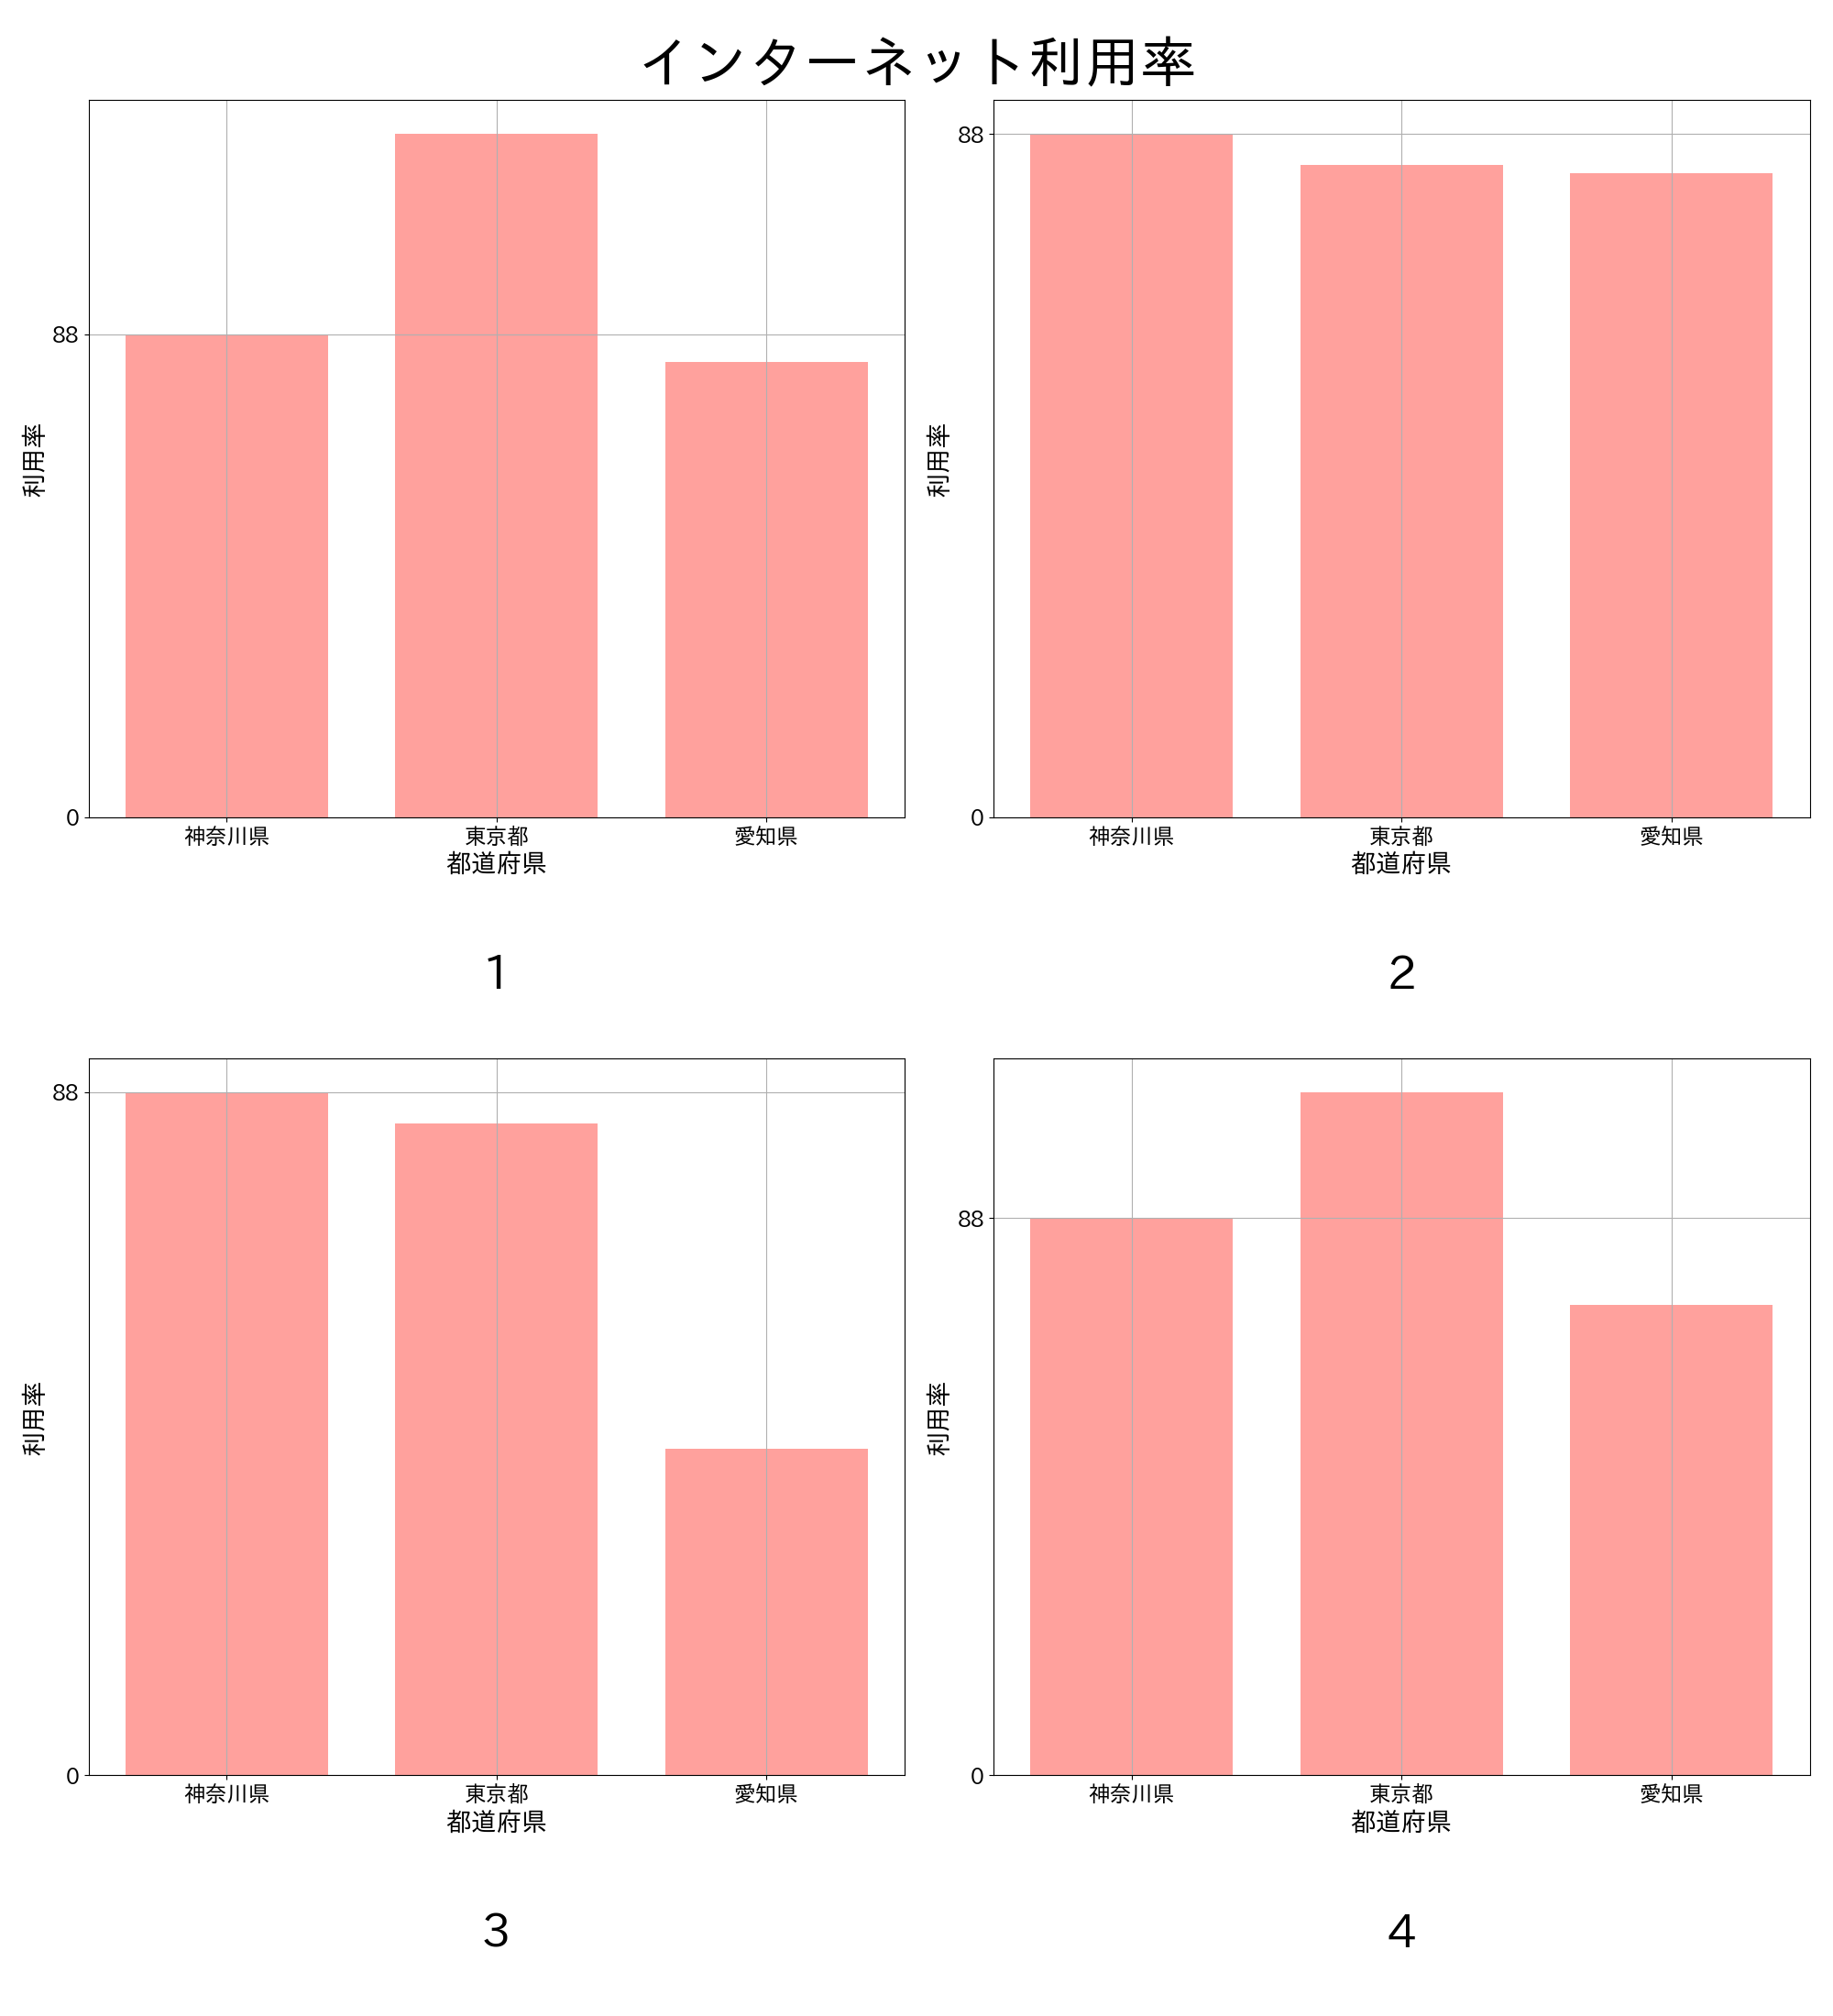 インターネット利用率
88
0
利用率
神奈川県 東京都 愛知県
都道府県
1
88
0
利用率
神奈川県 東京都 愛知県
都道府県
2
88
0
利用率
神奈川県 東京都 愛知県
都道府県
3
88
0
利用率
神奈川県 東京都 愛知県
都道府県
4